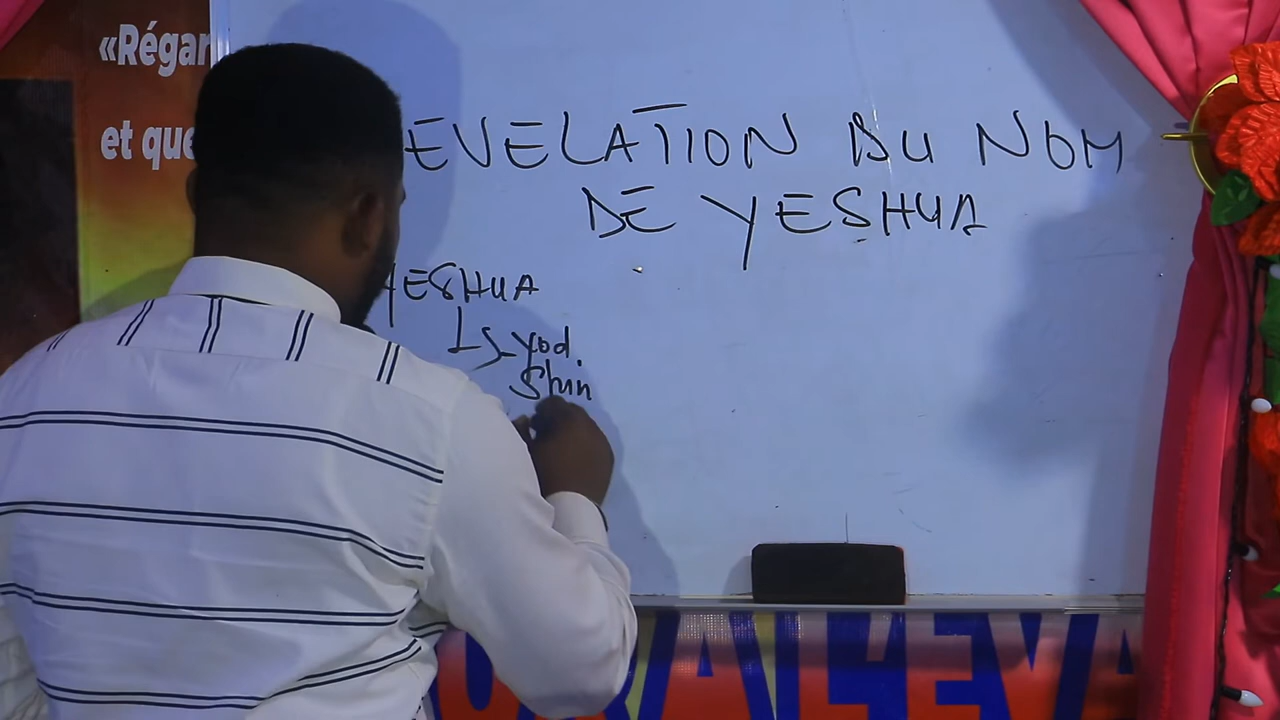 «Régar
et que
EVELATION DU NOM
DE YESHUA
YESHUA
yod.
Shin